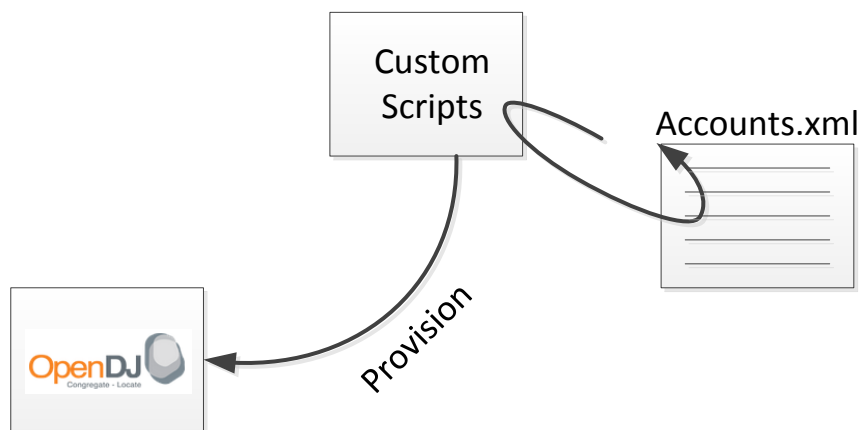 Custom
Scripts
Accounts.xml
Provision
OpenDJ
Congregate - Locate